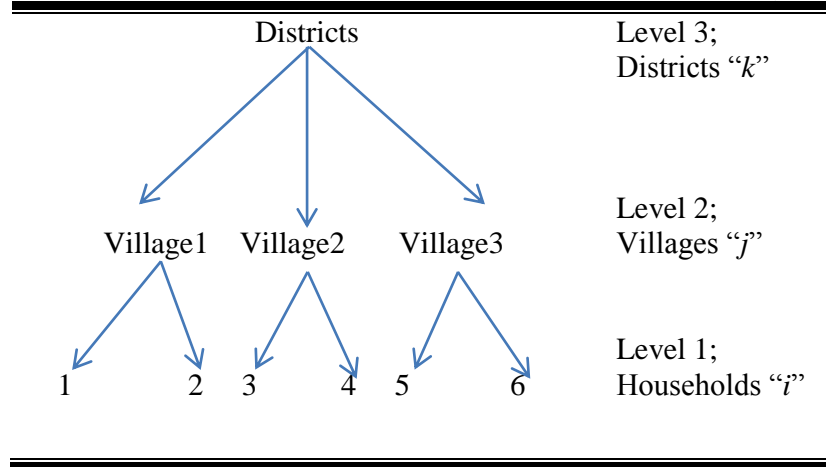 Districts
Level 3;
Districts “k”
Level 2;
Villages “j”
Village1 Village2 Village3
Level 1;
Households “i”
1 2 3 4 5 6